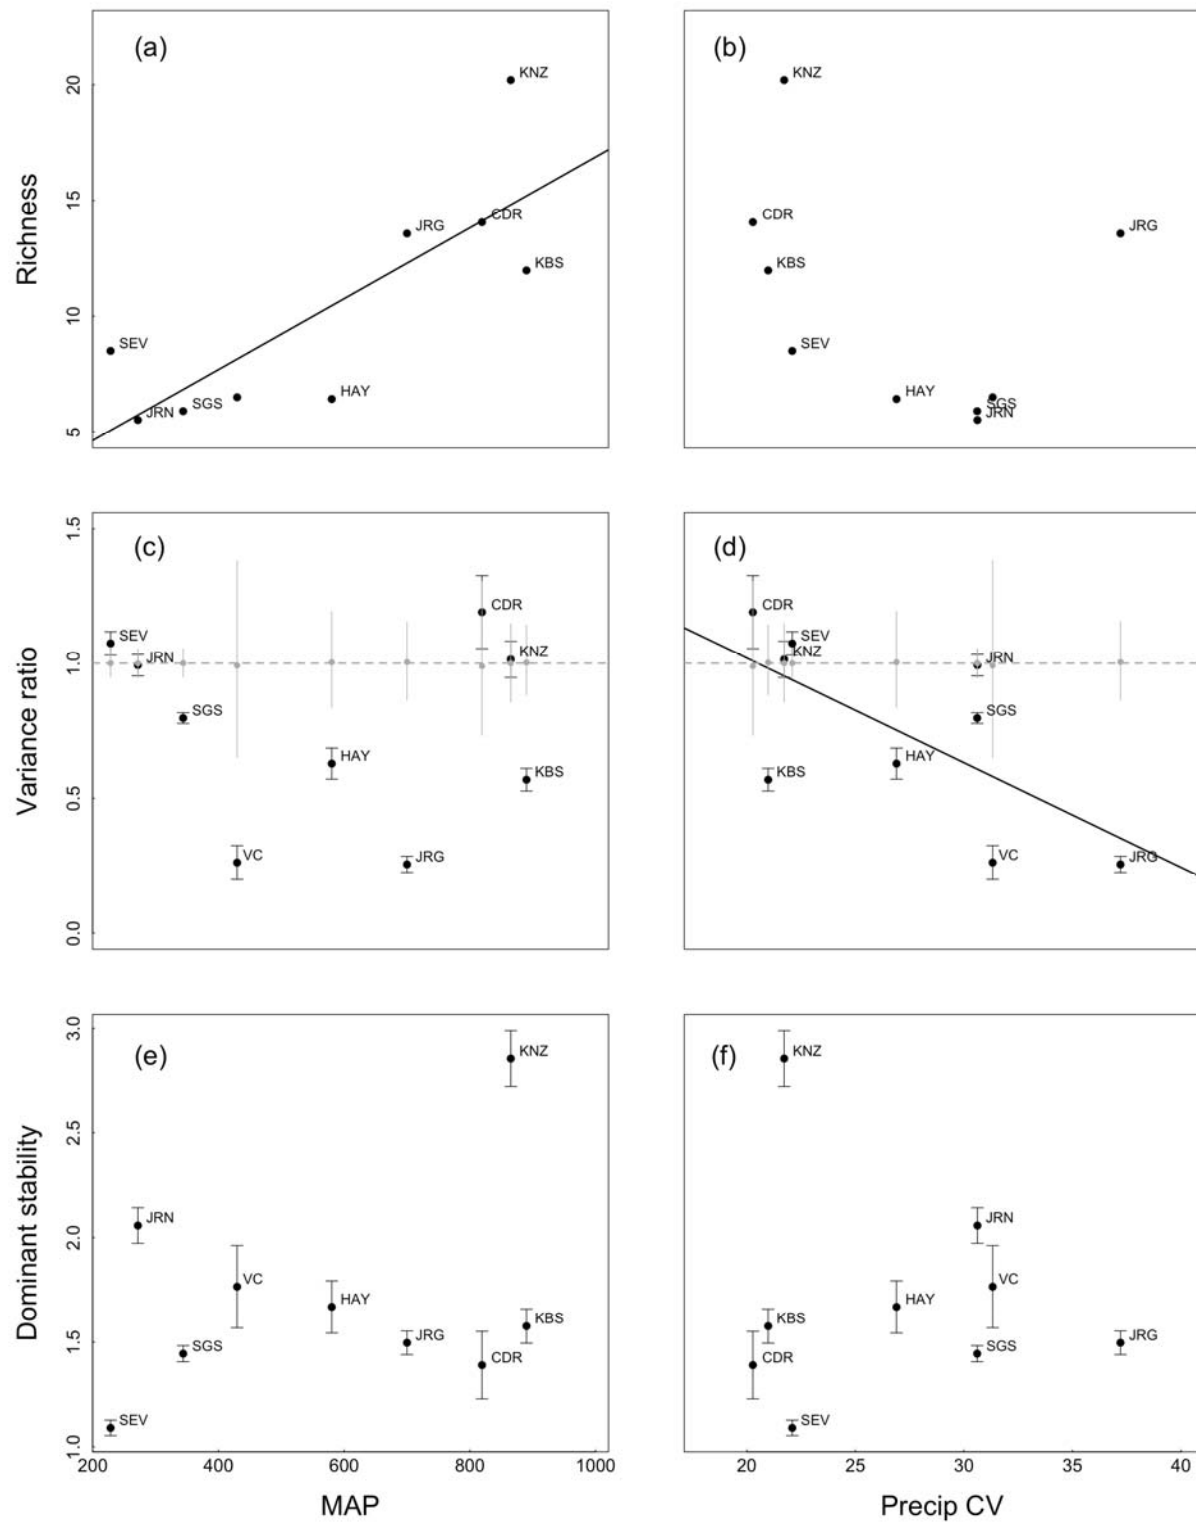 (a)
KNZ
CDR
JRG
KBS
SEV
HAY
SGS
JRN
Richness
5
10
15
20
(b)
KNZ
CDR
JRG
KBS
SEV
HAY
SGS
JRN
(c)
CDR
SEV
KNZ
JRN
SGS
HAY
KBS
VC
JRG
Variance ratio
0.0
0.5
1.0
1.5
(d)
CDR
SEV
KNZ
JRN
SGS
HAY
KBS
VC
JRG
(e)
KNZ
JRN
VC
HAY
KBS
SGS
JRG
CDR
SEV
Dominant stability
1.0
1.5
2.0
2.5
3.0
200 400 600 800 1000
MAP
(f)
KNZ
JRN
VC
HAY
KBS
SGS
JRG
CDR
SEV
20 25 30 35 40
Precip CV